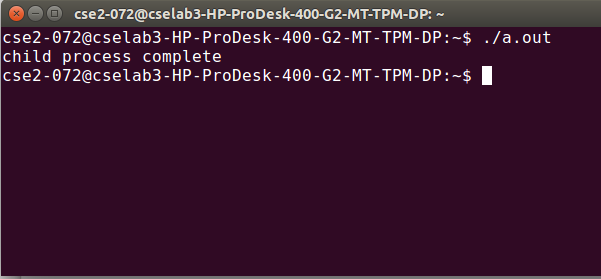 cse2-072@cselab3-HP-ProDesk-400-G2-MT-TPM-DP: ~
cse2-072@cselab3-HP-ProDesk-400-G2-MT-TPM-DP:~$ ./a.out
child process complete
cse2-072@cselab3-HP-ProDesk-400-G2-MT-TPM-DP:~$